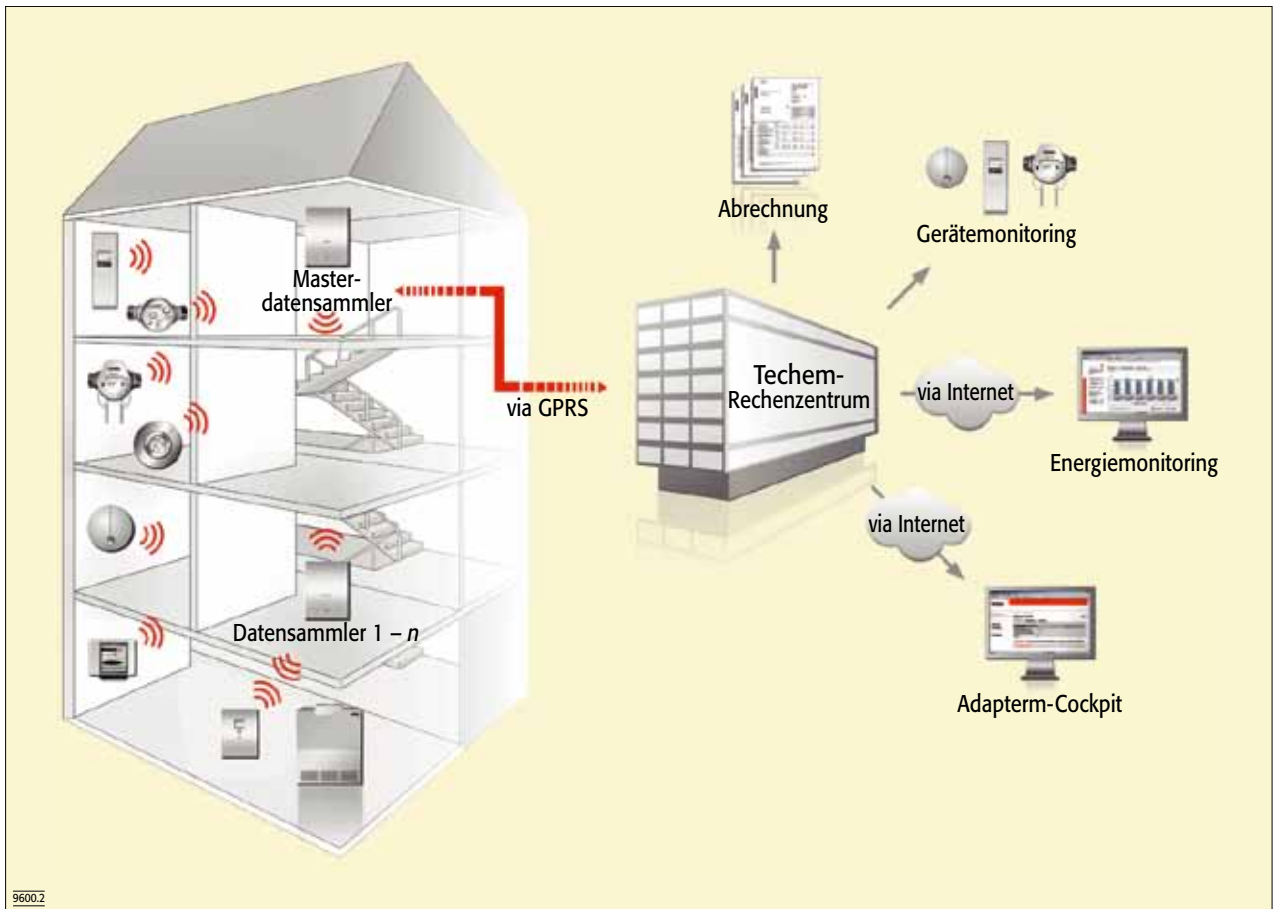 Abrechnung
Gerätemonitoring
Master-
datensammler
via GPRS
Techem-
Rechenzentrum
via Internet
Energiemonitoring
via Internet
Datensammler 1 – n
Adapterm-Cockpit
9600.2